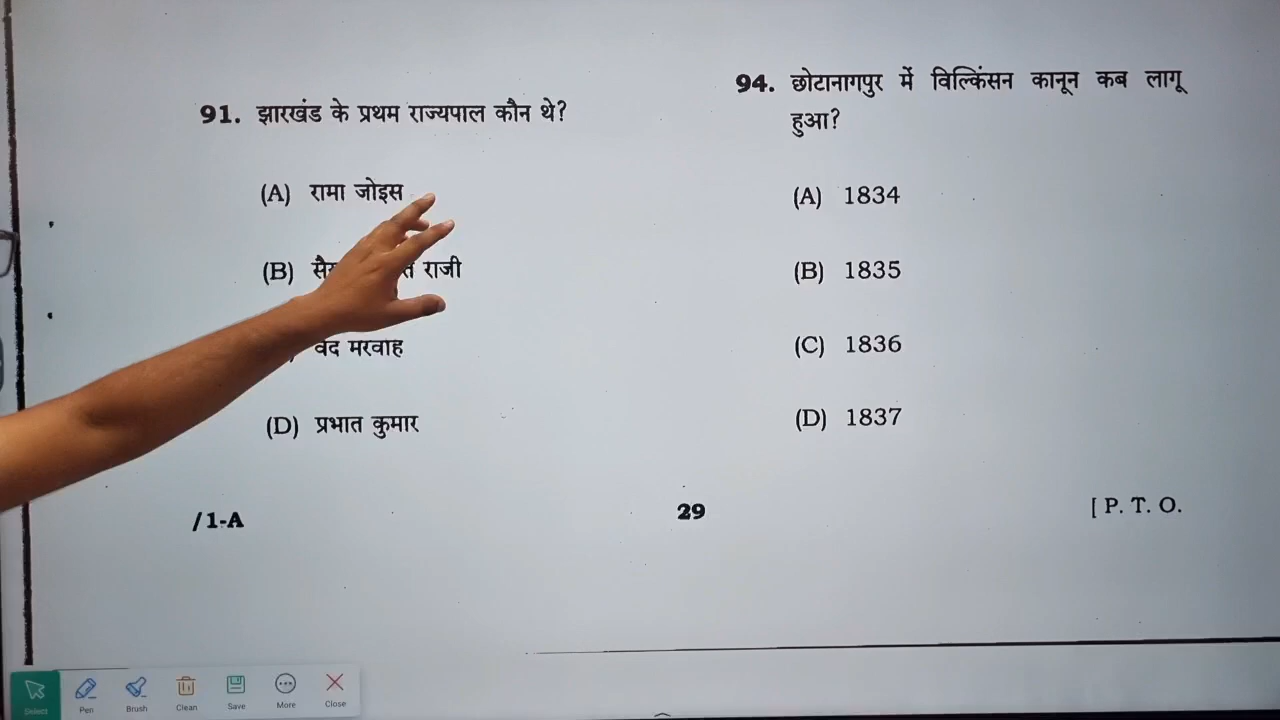 91. झारखंड के प्रथम राज्यपाल कौन थे?
(A) रामा जोइस
(B) राजी
वेद मरवाह
(D) प्रभात कुमार
94. छोटानागपुर में विल्किंसन कानून कब लागू
हुआ?
(A) 1834
(B) 1835
(C) 1836
(D) 1837
/1-A
29
[ P. T. O.
Select
Pen
Brush
Clean
Save
More
Close